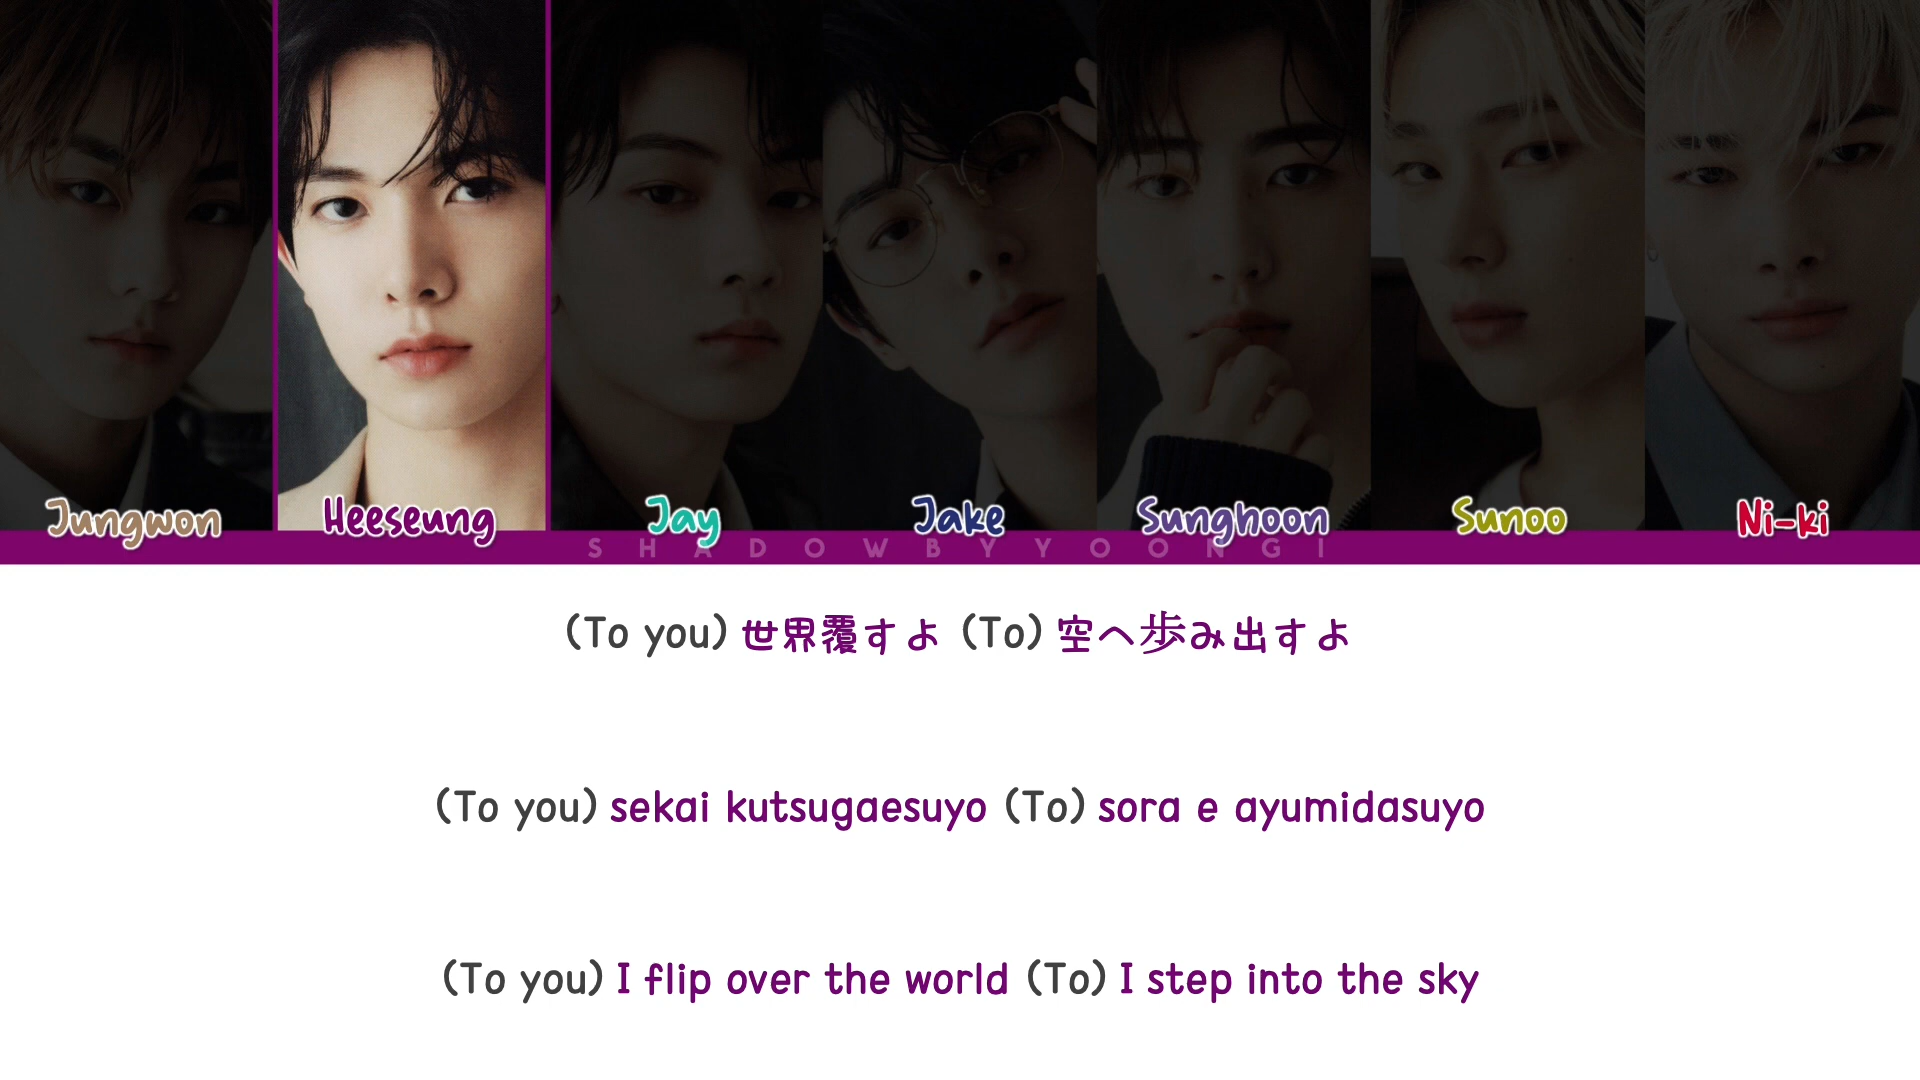 Jungwon Heeseung Jay Jake Sunghoon Sunoo Ni-ki
SHADOWBYYOONGI
(To you) 世界覆すよ (To) 空へ歩み出すよ
(To you) sekai kutsugaesuyo (To) sora e ayumidasuyo
(To you) I flip over the world (To) I step into the sky